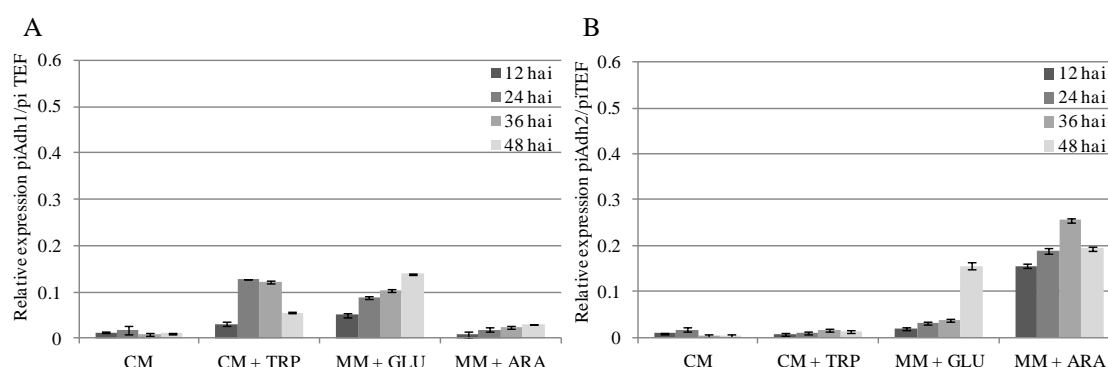 A
Relative expression piAdh1/pi TEF
0.6
0.5
0.4
0.3
0.2
0.1
0
12 hai
24 hai
36 hai
48 hai
CM
CM + TRP
MM + GLU
MM + ARA
B
Relative expression piAdh2/piTEF
0.6
0.5
0.4
0.3
0.2
0.1
0
12 hai
24 hai
36 hai
48 hai
CM
CM + TRP
MM + GLU
MM + ARA